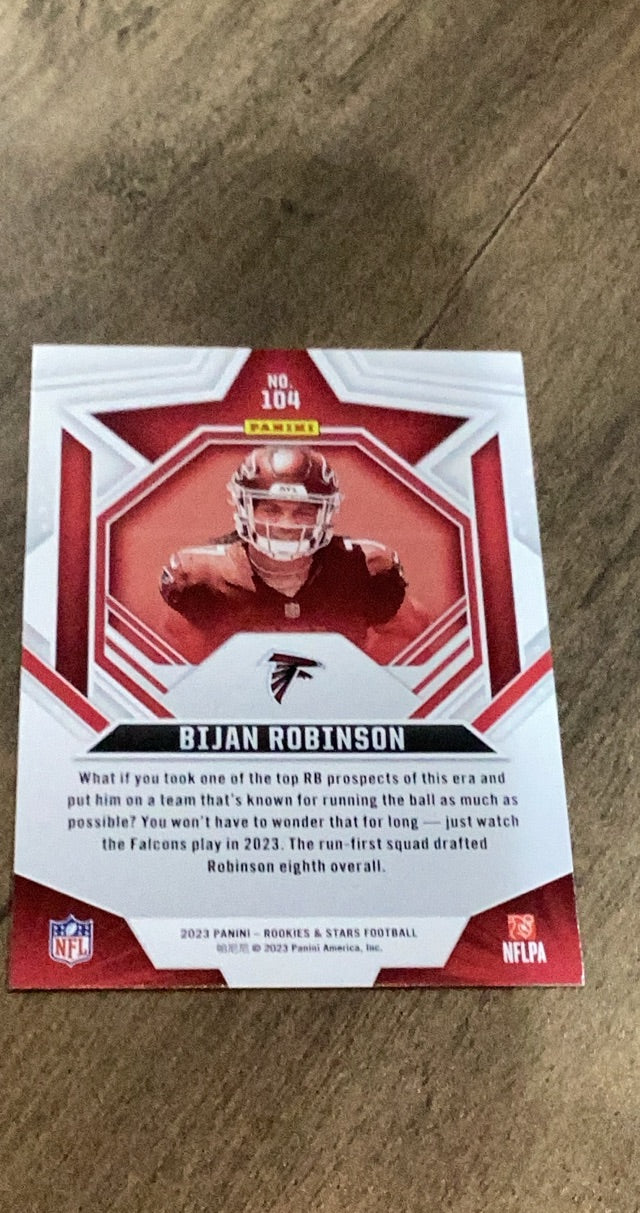 NO.
104
PANINI
BIJAN ROBINSON
What if you took one of the top RB prospects of this era and
put him on a team that's known for running the ball as much as
possible? You won't have to wonder that for long — just watch
the Falcons play in 2023. The run-first squad drafted
Robinson eighth overall.
NFL
2023 PANINI – ROOKIES & STARS FOOTBALL
帕尼尼 © 2023 Panini America, Inc.
NFLPA